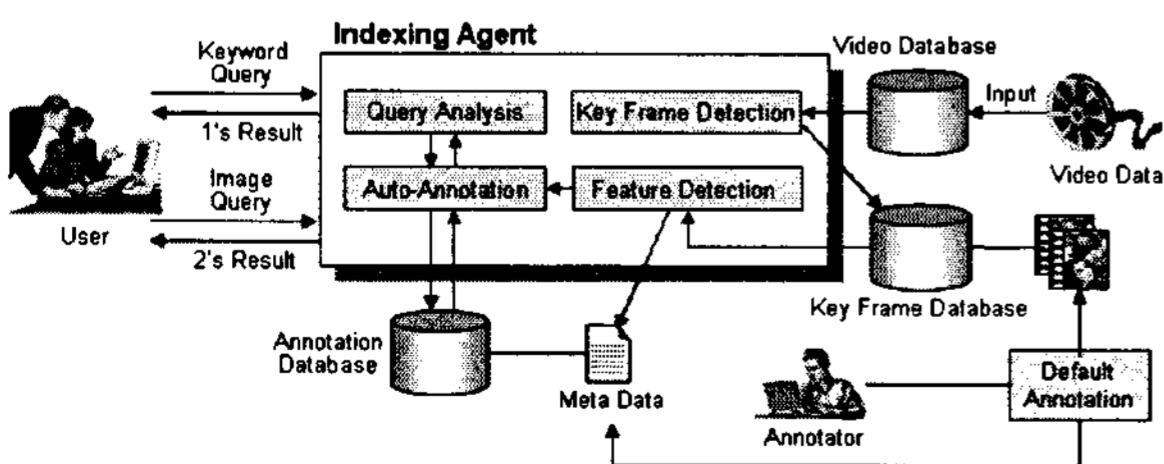 Indexing Agent
Keyword
Query
1's Result
Image
Query
2's Result
User
Query Analysis
Key Frame Detection
Auto-Annotation
Feature Detection
Video Database
Input
Video Data
Key Frame Database
Annotation
Database
Meta Data
Annotator
Default
Annotation